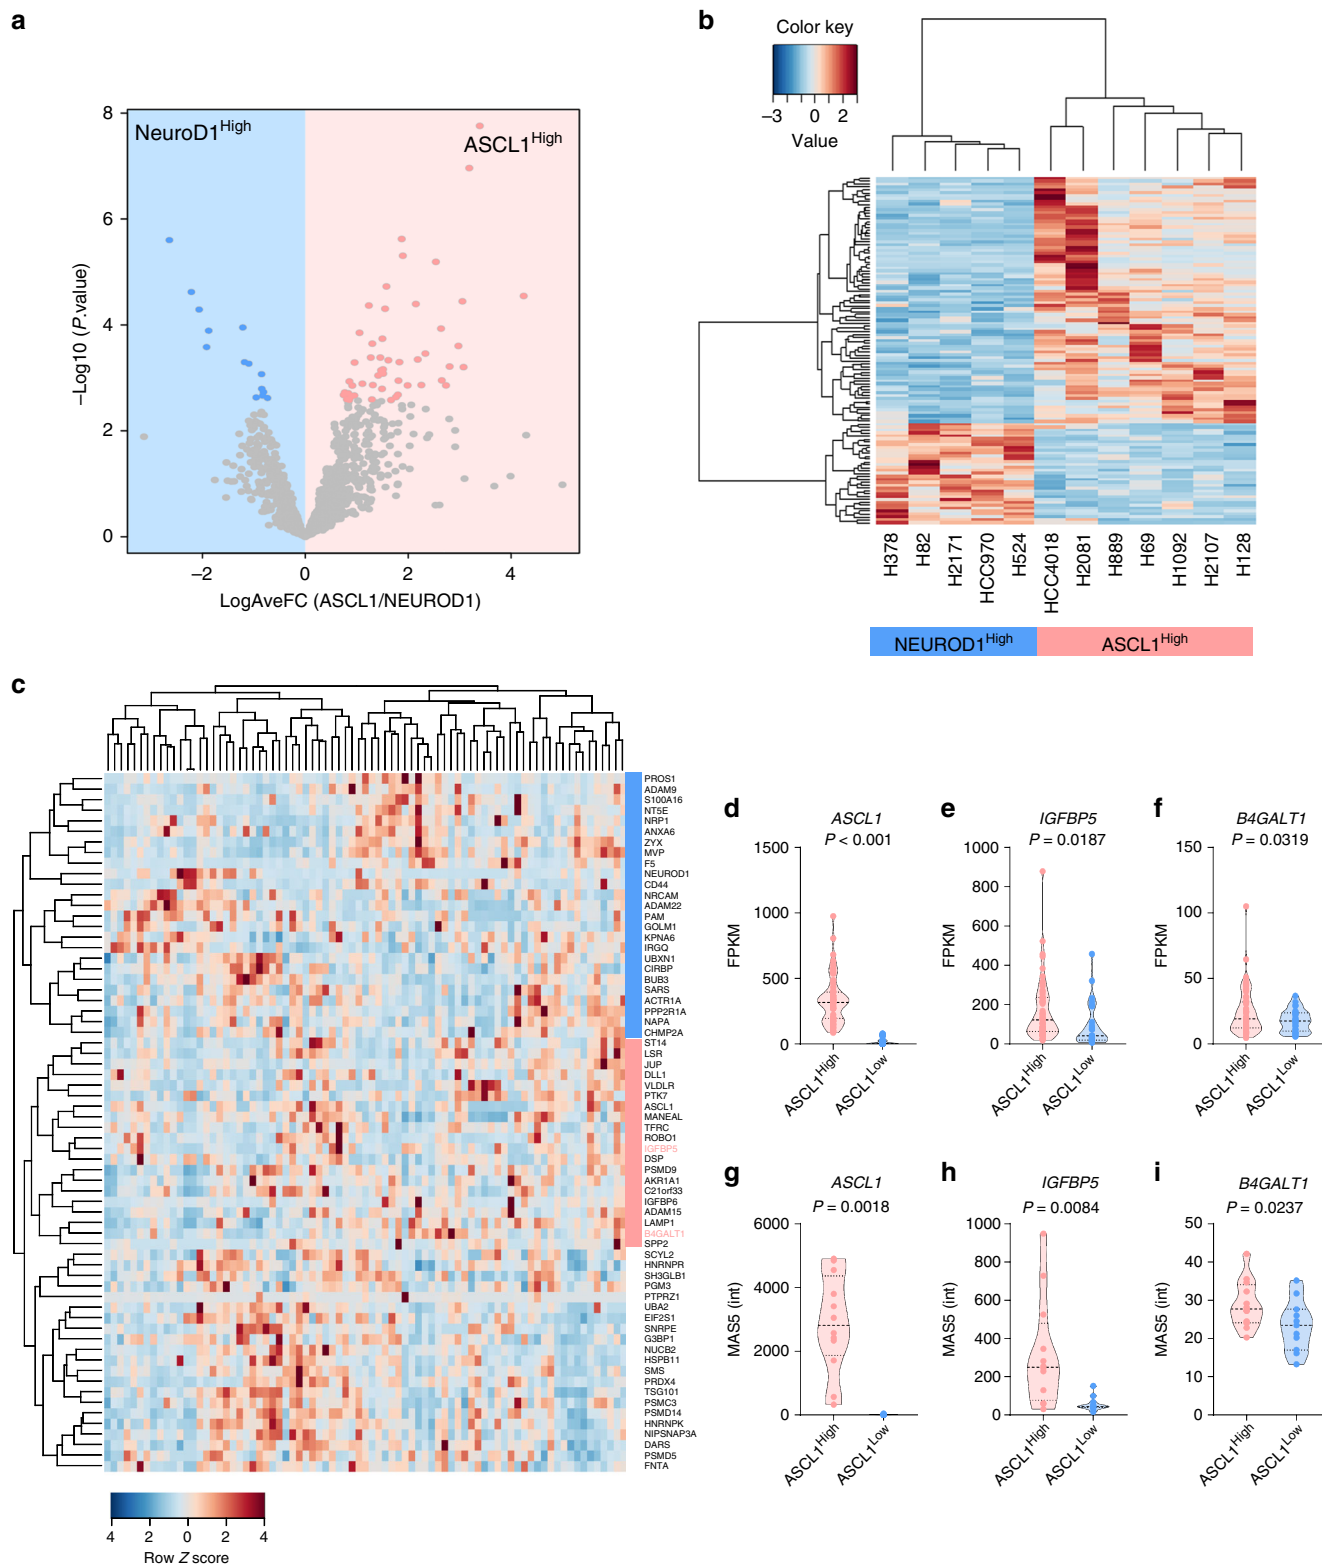 a
NeuroD1High
ASCL1High
8
6
4
2
0
−2
0
2
4
−Log10 (P.value)
LogAveFC (ASCL1/NEUROD1)
b
Color key
−3
0
2
Value
H378
H82
H2171
HCC970
H524
HCC4018
H2081
H889
H69
H1092
H2107
H128
NEUROD1High
ASCL1High
c
PROS1
ADAM9
S100A16
NT5E
NRP1
ANXA6
ZYX
MVP
F5
NEUROD1
CD44
NRCAM
ADAM22
PAM
GOLM1
KPNA6
IRGQ
UBXN1
CIRBP
BUB3
SARS
ACTR1A
PPP2R1A
NAPA
CHMP2A
ST14
LSR
JUP
DLL1
VLDLR
PTK7
ASCL1
MANEAL
TFRC
ROBO1
IGFBP5
DSP
PSMD9
AKR1A1
C21orf33
IGFBP6
ADAM15
LAMP1
B4GALT1
SPP2
SCYL2
HNRNPR
SH3GLB1
PGM3
PTPRZ1
UBA2
EIF2S1
SNRPE
G3BP1
NUCB2
HSPB11
SMS
PRDX4
TSG101
PSMC3
PSMD14
HNRNPK
NIPSNAP3A
DARS
PSMD5
FNTA
4
2
0
2
4
Row Z score
d
ASCL1
P < 0.001
1500
1000
500
0
FPKM
ASCL1High
ASCL1Low
e
IGFBP5
P = 0.0187
1000
800
600
400
200
0
FPKM
ASCL1High
ASCL1Low
f
B4GALT1
P = 0.0319
150
100
50
0
FPKM
ASCL1High
ASCL1Low
g
ASCL1
P = 0.0018
6000
4000
2000
0
MAS5 (int)
ASCL1High
ASCL1Low
h
IGFBP5
P = 0.0084
1000
800
600
400
200
0
MAS5 (int)
ASCL1High
ASCL1Low
i
B4GALT1
P = 0.0237
50
40
30
20
10
0
MAS5 (int)
ASCL1High
ASCL1Low